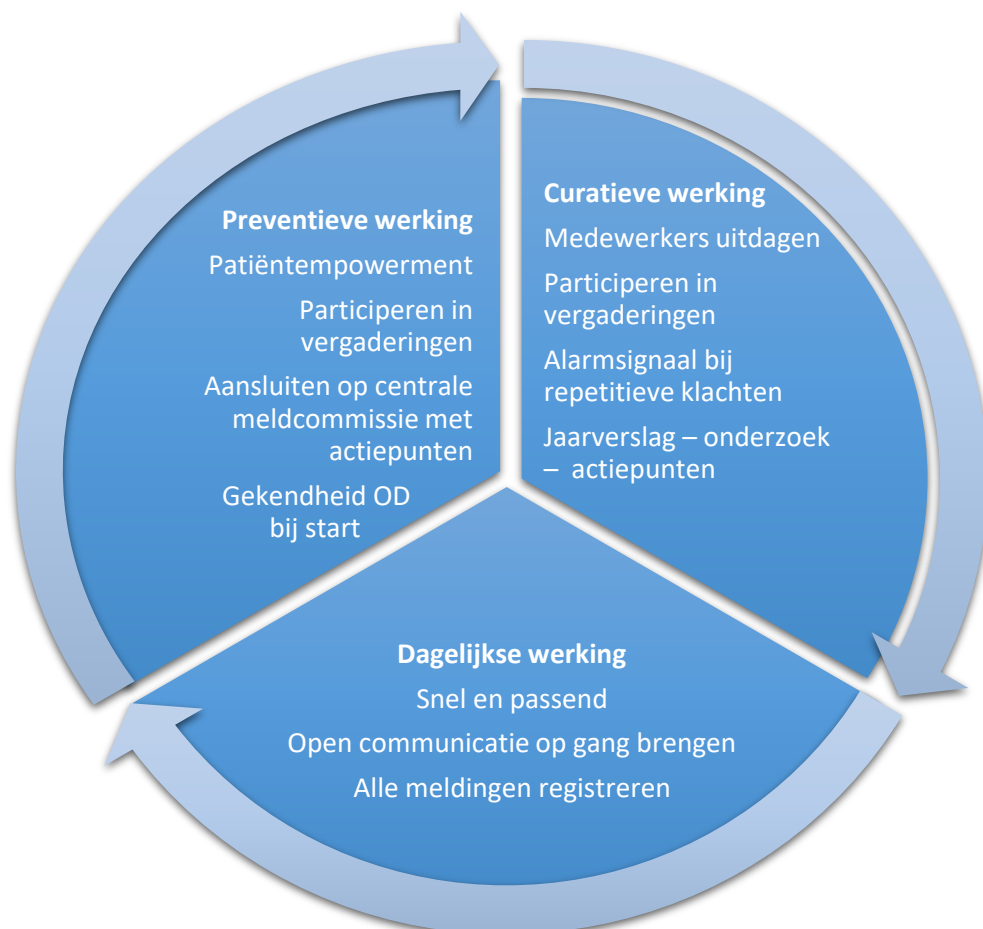 Preventieve werking
Patiëntempowerment
Participeren in
vergaderingen
Aansluiten op centrale
meldcommissie met
actiepunten
Gekendheid OD
bij start
Curatieve werking
Medewerkers uitdagen
Participeren in
vergaderingen
Alarmsignaal bij
repetitieve klachten
Jaarverslag – onderzoek
– actiepunten
Dagelijkse werking
Snel en passend
Open communicatie op gang brengen
Alle meldingen registreren